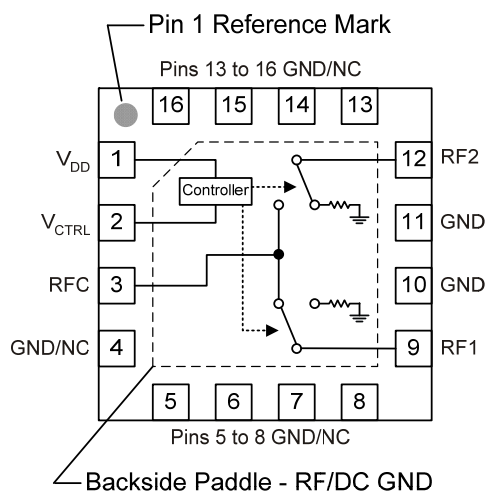 Pin 1 Reference Mark
Pins 13 to 16 GND/NC
16 15 14 13
VDD 1 12 RF2
Controller
VCTRL 2 11 GND
RFC 3 10 GND
GND/NC 4 9 RF1
5 6 7 8
Pins 5 to 8 GND/NC
Backside Paddle - RF/DC GND